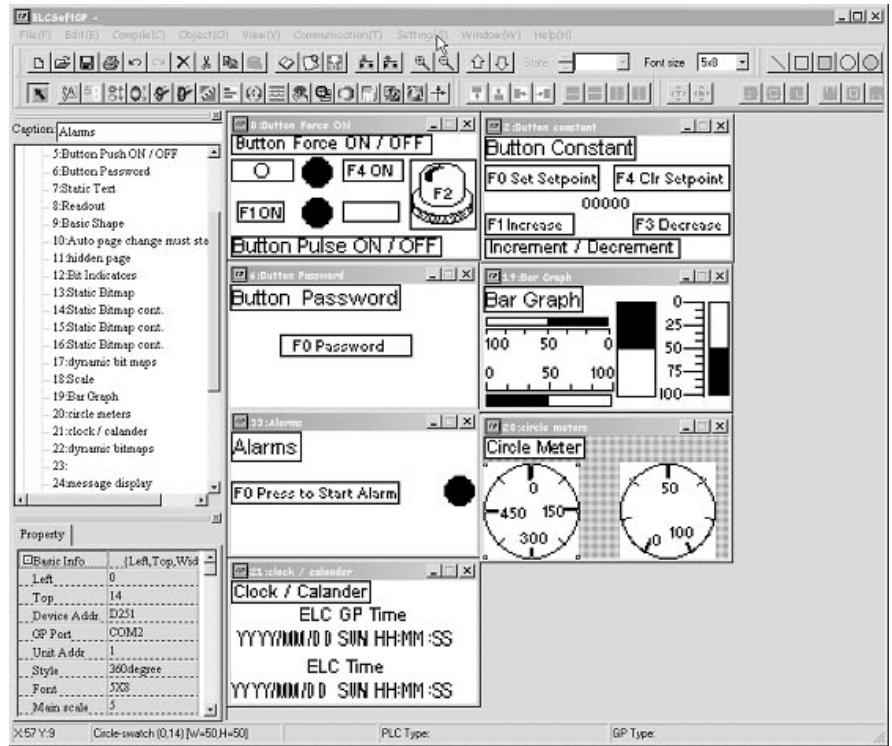 ELCSoftGP -
File(F) Edit(E) Compile(C) Object(O) View(V) Communication(T) Setting(S) Window(W) Help(H)
State Font size 5x8
Caption: Alarms
5:Button Push ON / OFF
6:Button Password
7:Static Text
8:Readout
9:Basic Shape
10:Auto page change must sta
11:hidden page
12:Bit Indicators
13:Static Bitmap
14:Static Bitmap cont.
15:Static Bitmap cont.
16:Static Bitmap cont.
17:dynamic bit maps
18:Scale
19:Bar Graph
20:circle meters
21:clock / calander
22:dynamic bitmaps
23:
24:message display
Property
Basic Info {Left,Top,Wid
Left 0
Top 14
Device Addr. D251
GP Port COM2
Unit Addr 1
Style 360degree
Font 5X8
Main scale 5
0:Button Force ON
Button Force ON / OFF
F4 ON
F2
F1 ON
Button Pulse ON / OFF
2:Button constant
Button Constant
F0 Set Setpoint F4 Clr Setpoint
00000
F1 Increase F3 Decrease
Increment / Decrement
6:Button Password
Button Password
F0 Password
19:Bar Graph
Bar Graph
100 50 0
0 50 100
0
25
50
75
100
33:Alarms
Alarms
F0 Press to Start Alarm
20:circle meters
Circle Meter
0
450 150
300
50
0 100
21:clock / calander
Clock / Calander
ELC GP Time
YYYY/MM/DD SUN HH:MM:SS
ELC Time
YYYY/MM/DD SUN HH:MM:SS
X:57 Y:9 Circle-swatch (0,14) [W=50,H=50] PLC Type: GP Type: